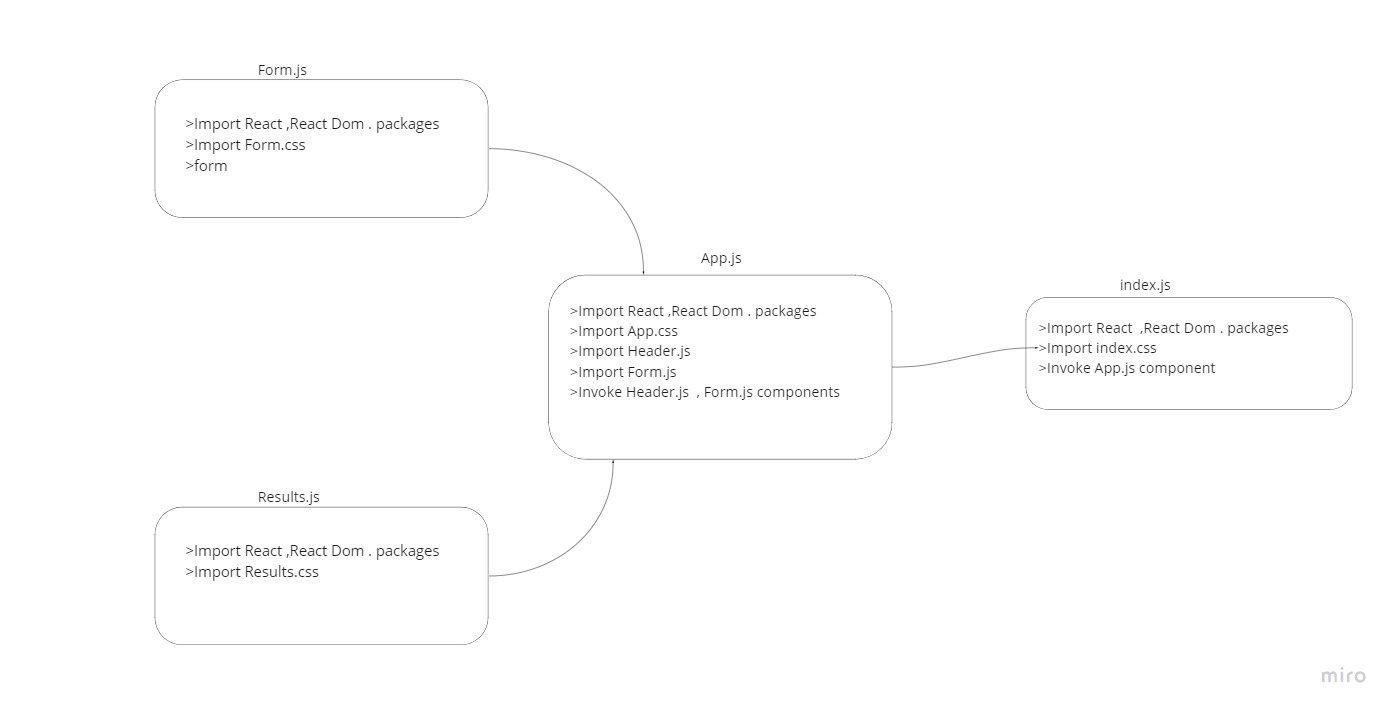 Form.js
>Import React ,React Dom . packages
>Import Form.css
>form
App.js
>Import React ,React Dom . packages
>Import App.css
>Import Header.js
>Import Form.js
>Invoke Header.js  , Form.js components
index.js
>Import React  ,React Dom . packages
>Import index.css
>Invoke App.js component
Results.js
>Import React ,React Dom . packages
>Import Results.css
miro